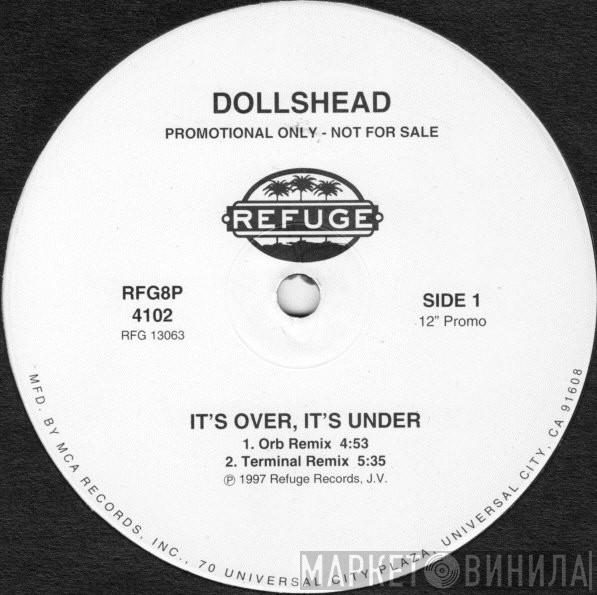 DOLLSHEAD
PROMOTIONAL ONLY - NOT FOR SALE
REFUGE
RFG8P
4102
RFG 13063
SIDE 1
12” Promo
IT’S OVER, IT’S UNDER
1. Orb Remix 4:53
2. Terminal Remix 5:35
℗ 1997 Refuge Records, J.V.
MFD. BY MCA RECORDS, INC., 70 UNIVERSAL CITY PLAZA, UNIVERSAL CITY, CA 91608
МАРКЕТ ВИНИЛА